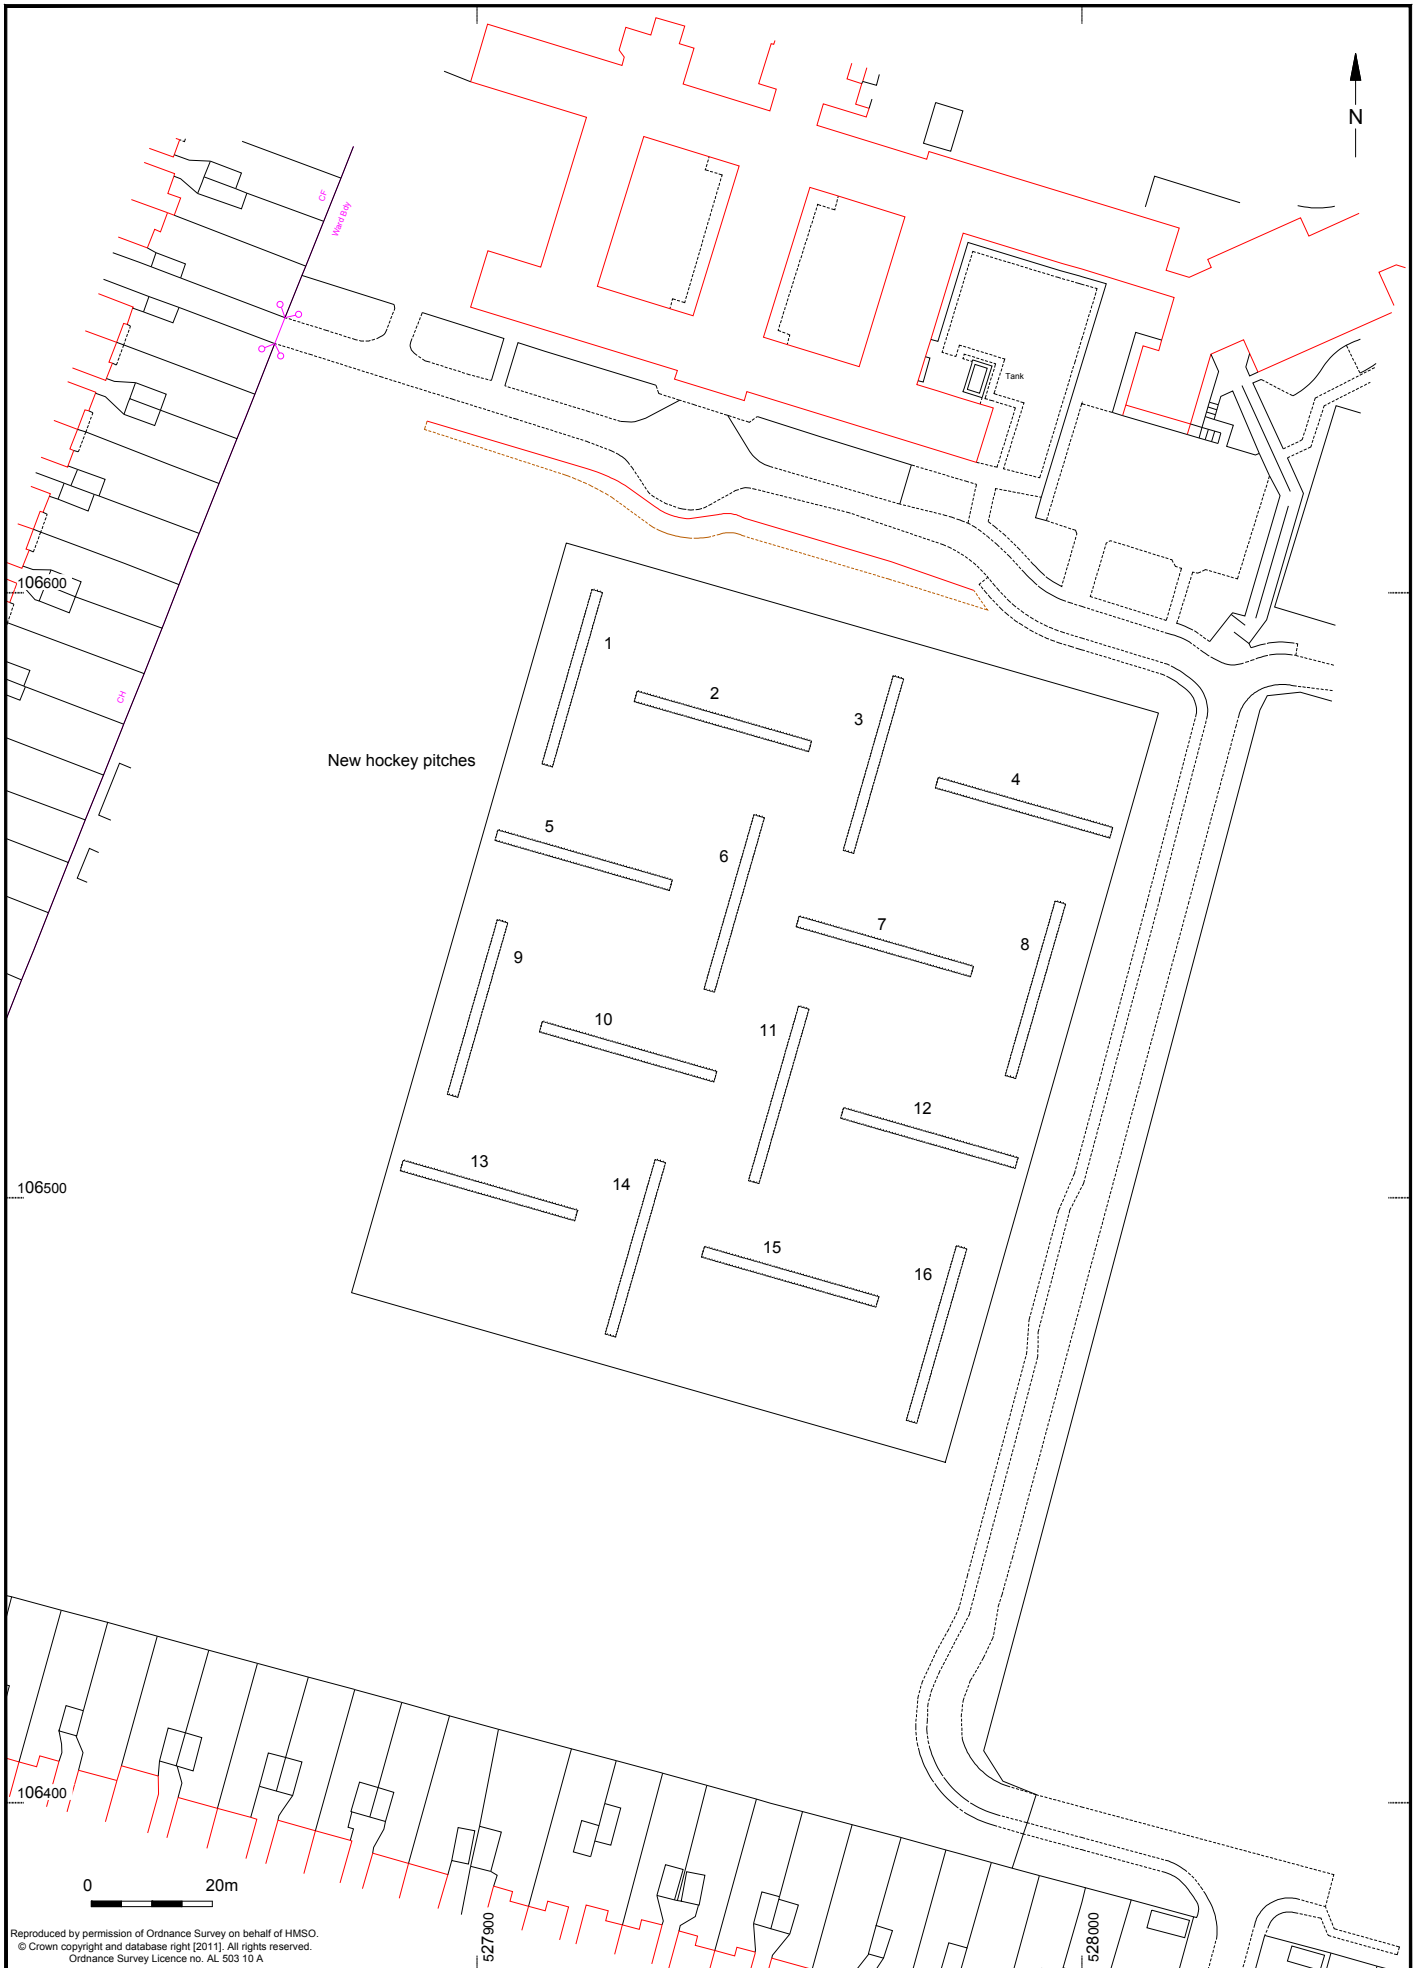 N
CF
Ward Bdy
Tank
106600
1
2
3
CH
New hockey pitches
4
5
6
7
8
9
10
11
12
13
14
106500
15
16
106400
0 20m
527900
528000
Reproduced by permission of Ordnance Survey on behalf of HMSO.
© Crown copyright and database right [2011]. All rights reserved.
Ordnance Survey Licence no. AL 503 10 A